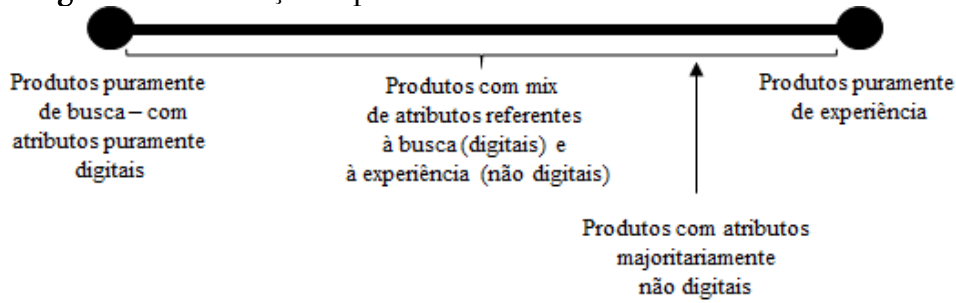 Produtos puramente
de busca – com
atributos puramente
digitais
Produtos com mix
de atributos referentes
à busca (digitais) e
à experiência (não digitais)
Produtos puramente
de experiência
Produtos com atributos
majoritariamente
não digitais